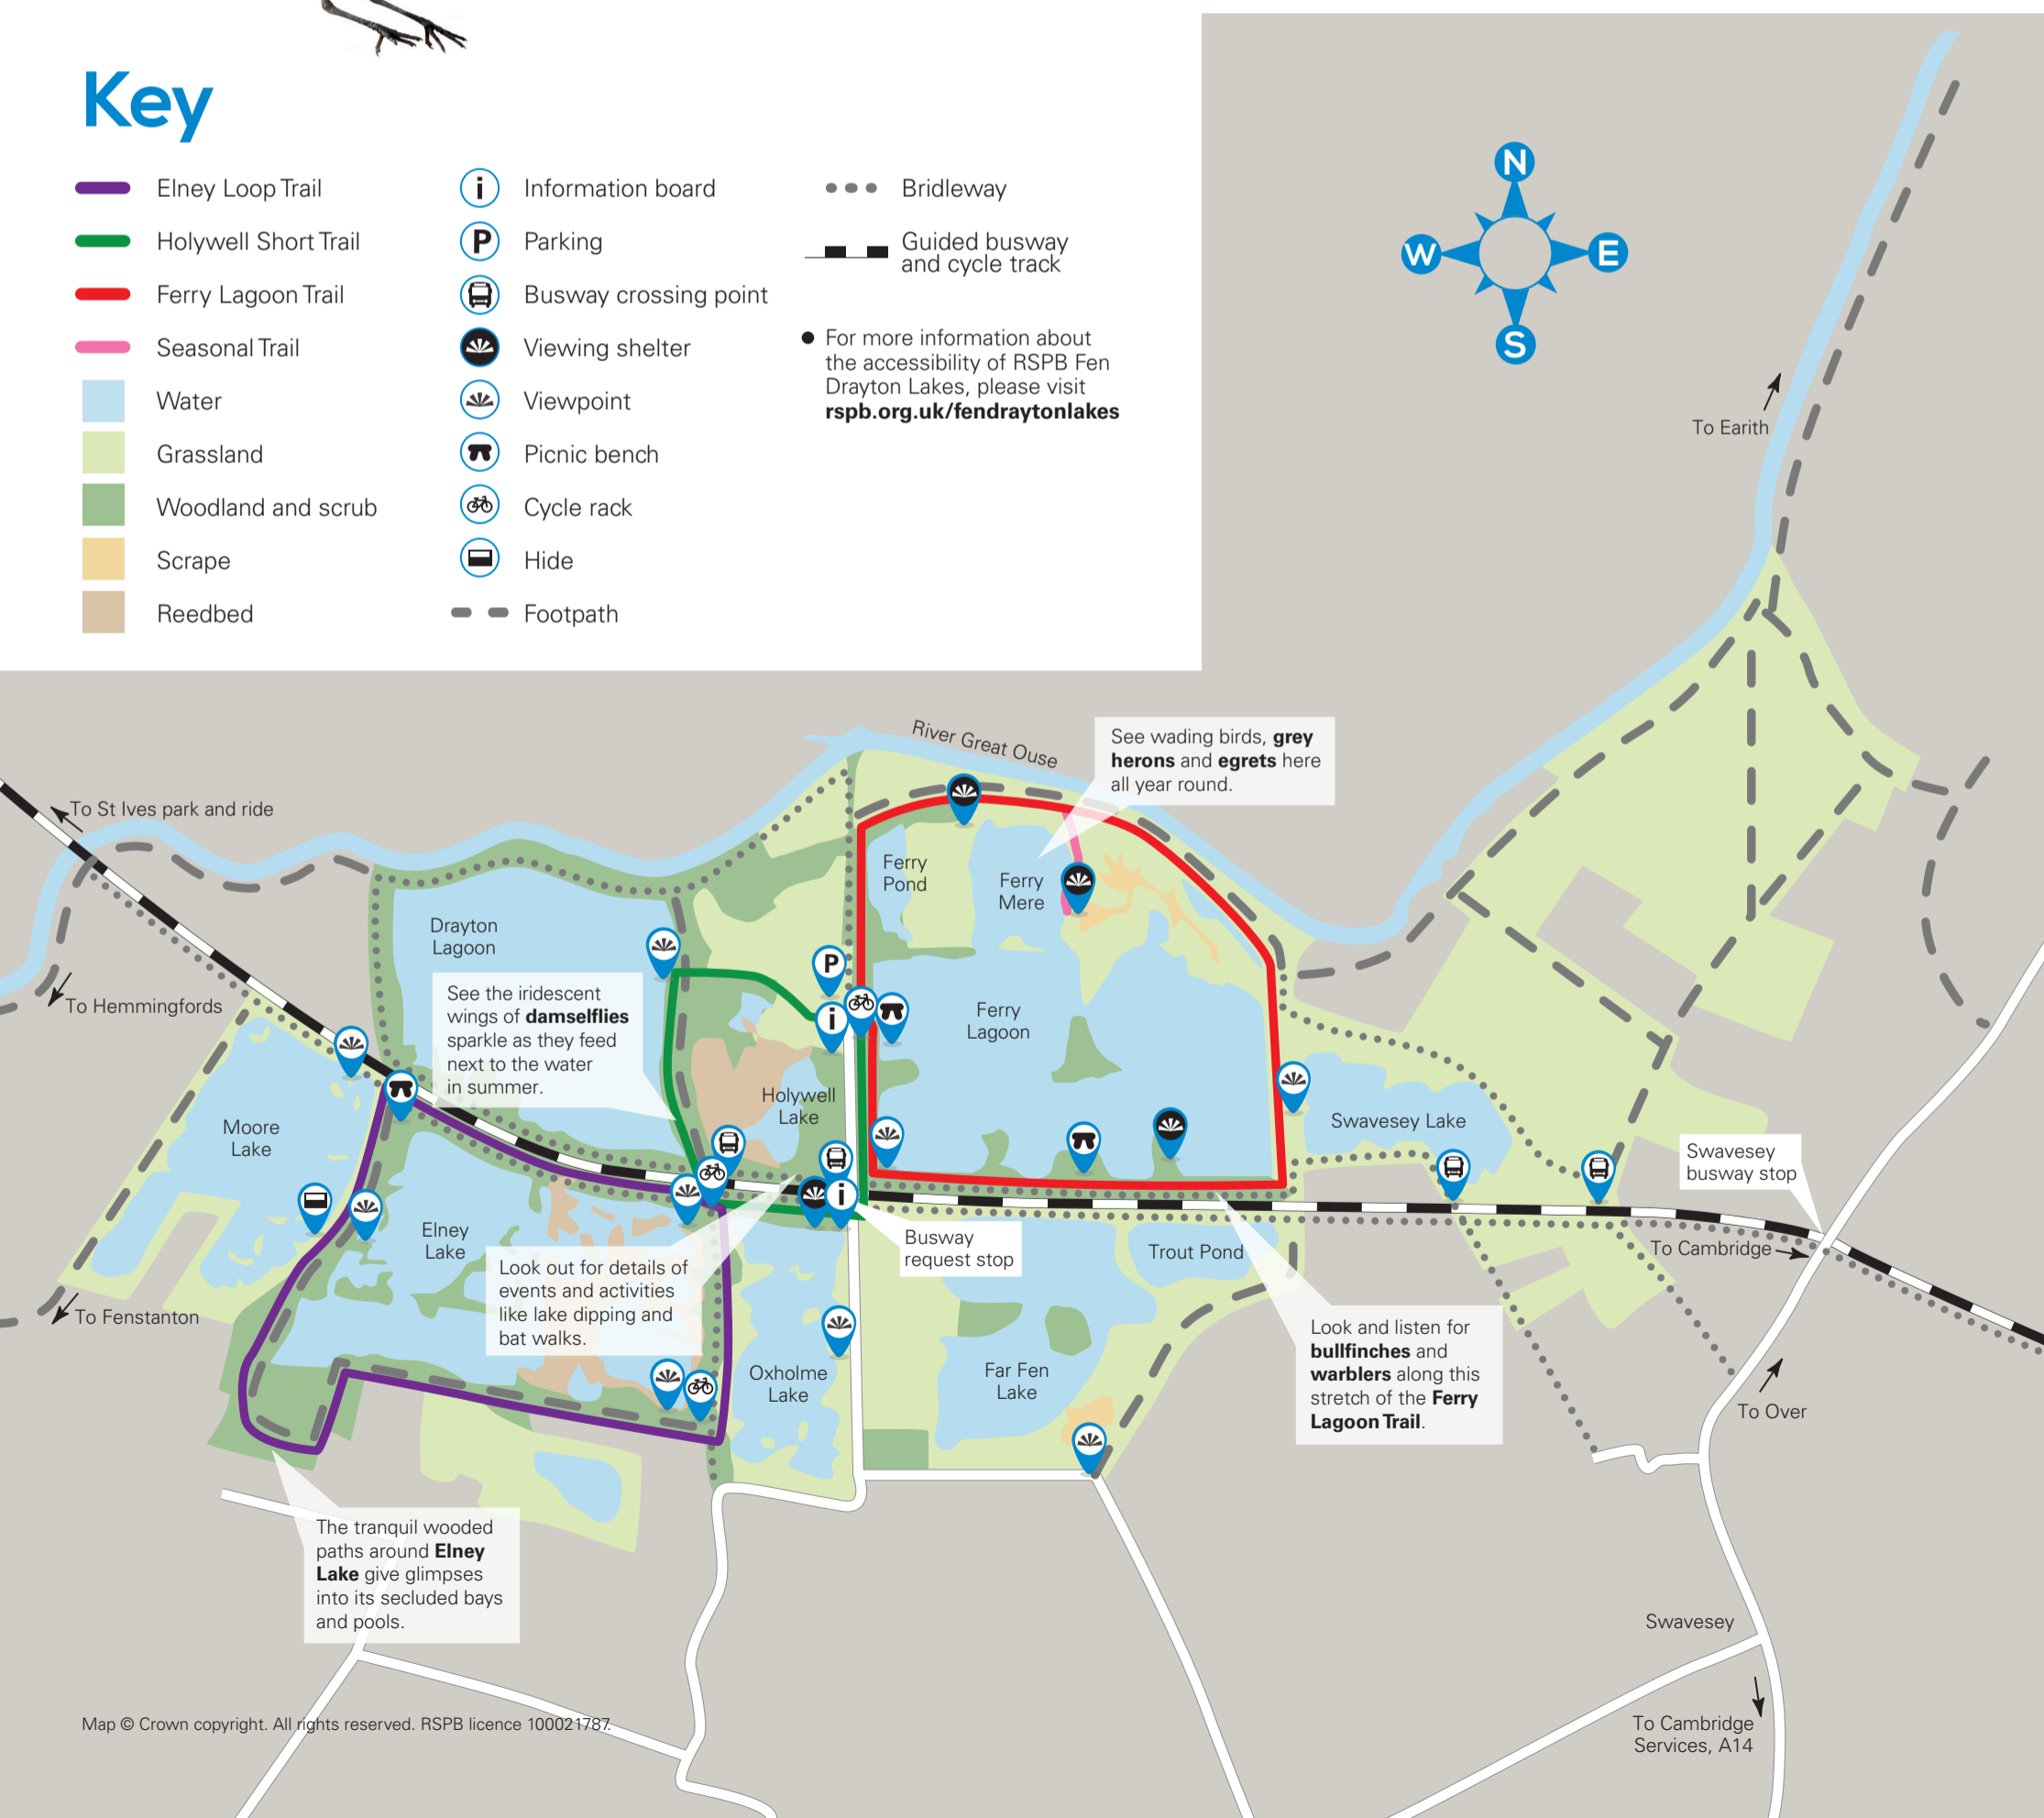 Key
Elney Loop Trail
Holywell Short Trail
Ferry Lagoon Trail
Seasonal Trail
Water
Grassland
Woodland and scrub
Scrape
Reedbed
i Information board
P Parking
Busway crossing point
Viewing shelter
Viewpoint
Picnic bench
Cycle rack
Hide
Footpath
Bridleway
Guided busway
and cycle track
● For more information about
the accessibility of RSPB Fen
Drayton Lakes, please visit
rspb.org.uk/fendraytonlakes
N
W
E
S
To Earith
River Great Ouse
See wading birds, grey
herons and egrets here
all year round.
To St Ives park and ride
To Hemmingfords
To Fenstanton
Drayton
Lagoon
See the iridescent
wings of damselflies
sparkle as they feed
next to the water
in summer.
Ferry
Pond
Ferry
Mere
P
i
Ferry
Lagoon
Holywell
Lake
Moore
Lake
Swavesey Lake
Swavesey
busway stop
i
Elney
Lake
Busway
request stop
Trout Pond
To Cambridge
Look out for details of
events and activities
like lake dipping and
bat walks.
Look and listen for
bullfinches and
warblers along this
stretch of the Ferry
Lagoon Trail.
Oxholme
Lake
Far Fen
Lake
To Over
The tranquil wooded
paths around Elney
Lake give glimpses
into its secluded bays
and pools.
Swavesey
To Cambridge
Services, A14
Map © Crown copyright. All rights reserved. RSPB licence 100021787.